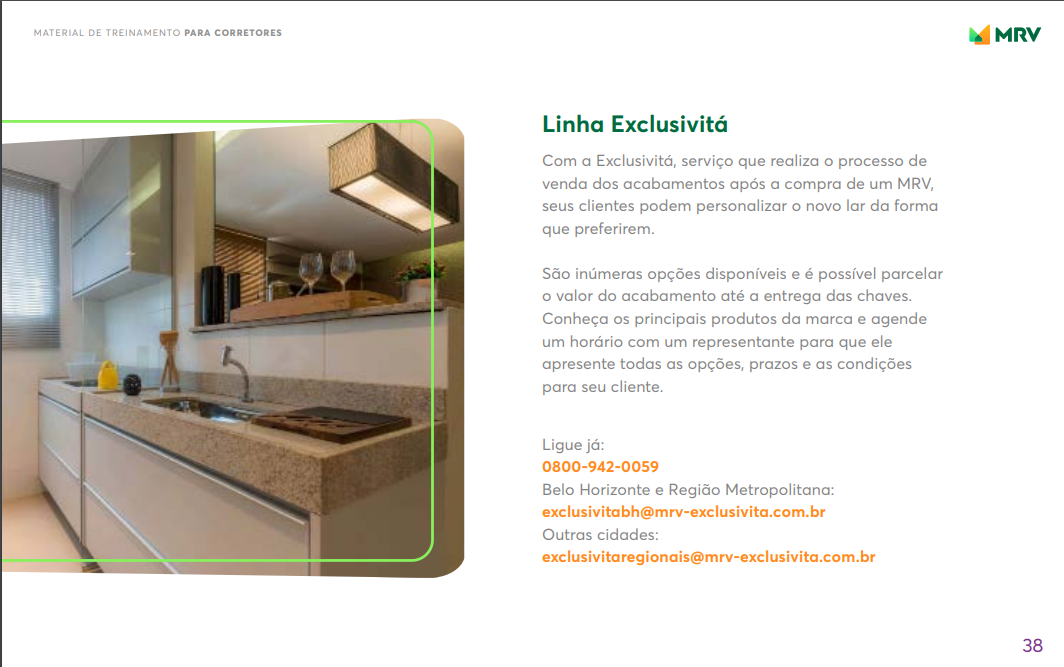 MATERIAL DE TREINAMENTO PARA CORRETORES
MRV
Linha Exclusivitá
Com a Exclusivitá, serviço que realiza o processo de
venda dos acabamentos após a compra de um MRV,
seus clientes podem personalizar o novo lar da forma
que preferirem.
São inúmeras opções disponíveis e é possível parcelar
o valor do acabamento até a entrega das chaves.
Conheça os principais produtos da marca e agende
um horário com um representante para que ele
apresente todas as opções, prazos e as condições
para seu cliente.
Ligue já:
0800-942-0059
Belo Horizonte e Região Metropolitana:
exclusivitabh@mrv-exclusivita.com.br
Outras cidades:
exclusivitaregionais@mrv-exclusivita.com.br
38